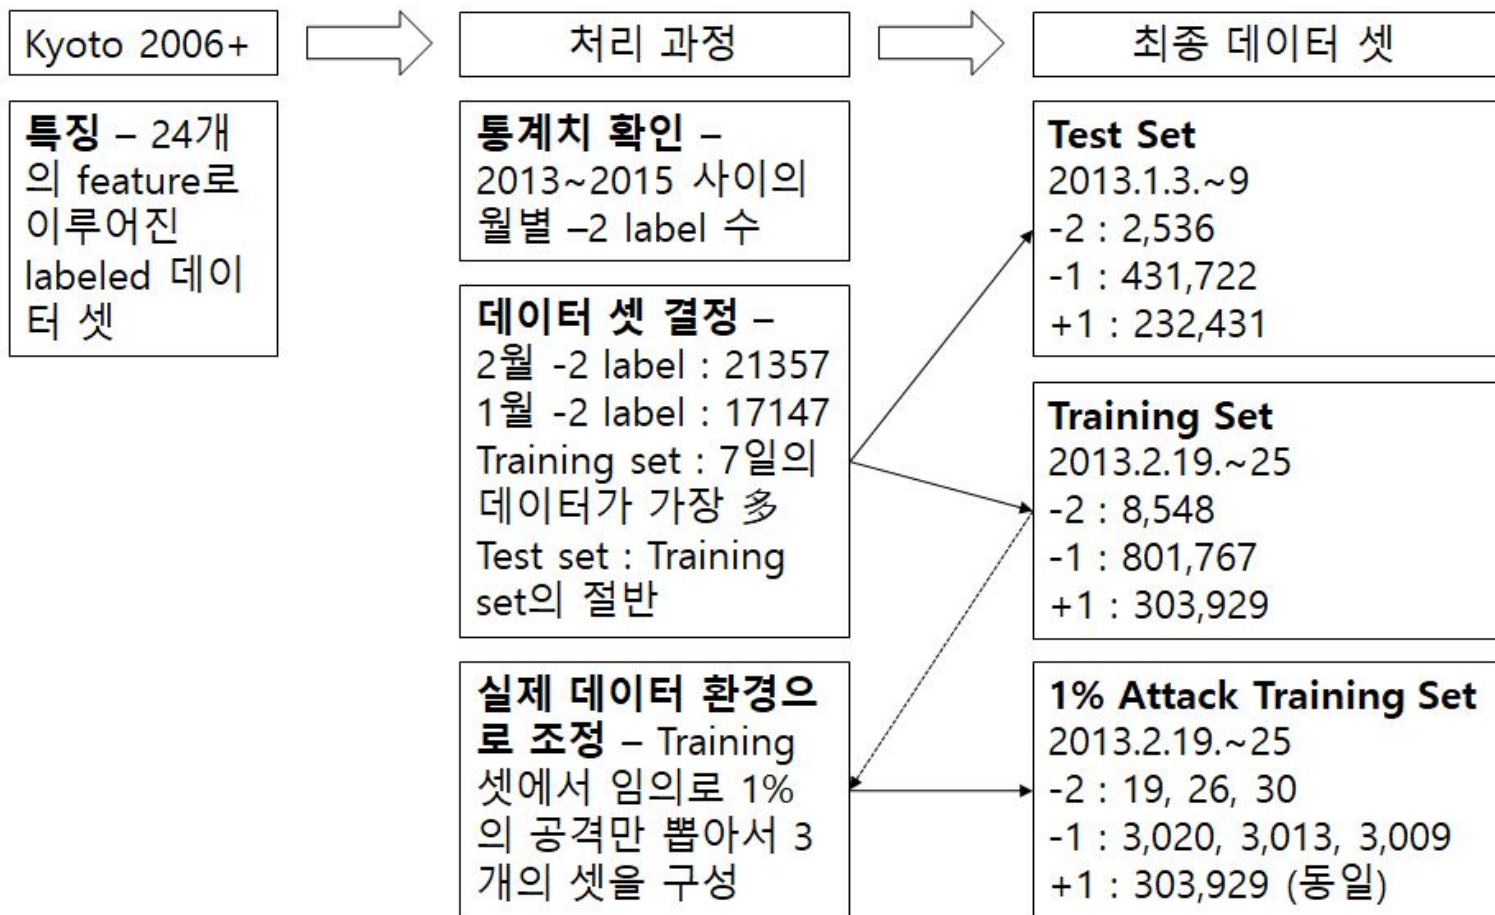 Kyoto 2006+
처리 과정
최종 데이터 셋
특징 – 24개
의 feature로
이루어진
labeled 데이
터 셋
통계치 확인 –
2013~2015 사이의
월별 –2 label 수
데이터 셋 결정 –
2월 -2 label : 21357
1월 -2 label : 17147
Training set : 7일의
데이터가 가장 多
Test set : Training
set의 절반
실제 데이터 환경으
로 조정 – Training
셋에서 임의로 1%
의 공격만 뽑아서 3
개의 셋을 구성
Test Set
2013.1.3.~9
-2 : 2,536
-1 : 431,722
+1 : 232,431
Training Set
2013.2.19.~25
-2 : 8,548
-1 : 801,767
+1 : 303,929
1% Attack Training Set
2013.2.19.~25
-2 : 19, 26, 30
-1 : 3,020, 3,013, 3,009
+1 : 303,929 (동일)